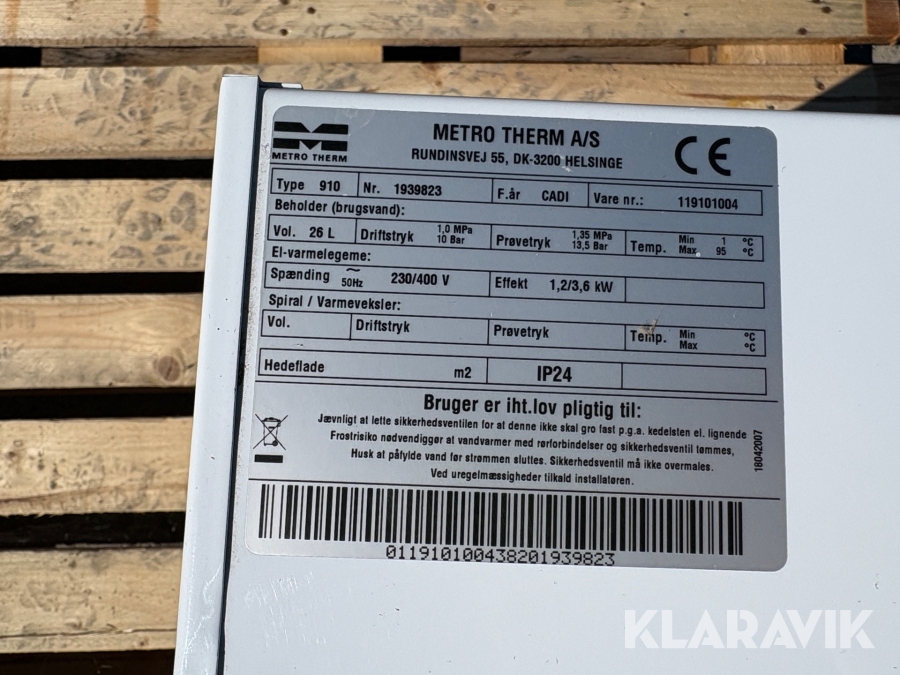 METRO THERM A/S
RUNDINSVEJ 55, DK-3200 HELSINGE
METRO THERM
CE
Type 910 Nr. 1939823 F.år CADI Vare nr.: 119101004
Beholder (brugsvand):
Vol. 26 L Driftstryk 1,0 MPa 10 Bar Prøvetryk 1,35 MPa 13,5 Bar Temp. Min 1 °C Max 95 °C
El-varmelegeme:
Spænding ~ 50Hz 230/400 V Effekt 1,2/3,6 kW
Spiral / Varmeveksler:
Vol. Driftstryk Prøvetryk Temp. Min °C Max °C
Hedeflade m2 IP24
Bruger er iht.lov pligtig til:
Jævnligt at lette sikkerhedsventilen for at denne ikke skal gro fast p.g.a. kedelsten el. lignende
Frostrisiko nødvendiggør at vandvarmer med rørforbindelser og sikkerhedsventil tømmes,
Husk at påfylde vand før strømmen sluttes. Sikkerhedsventil må ikke overmales.
Ved uregelmæssigheder tilkald installatøren.
18042007
01191010043820193982​3
KLARAVIK